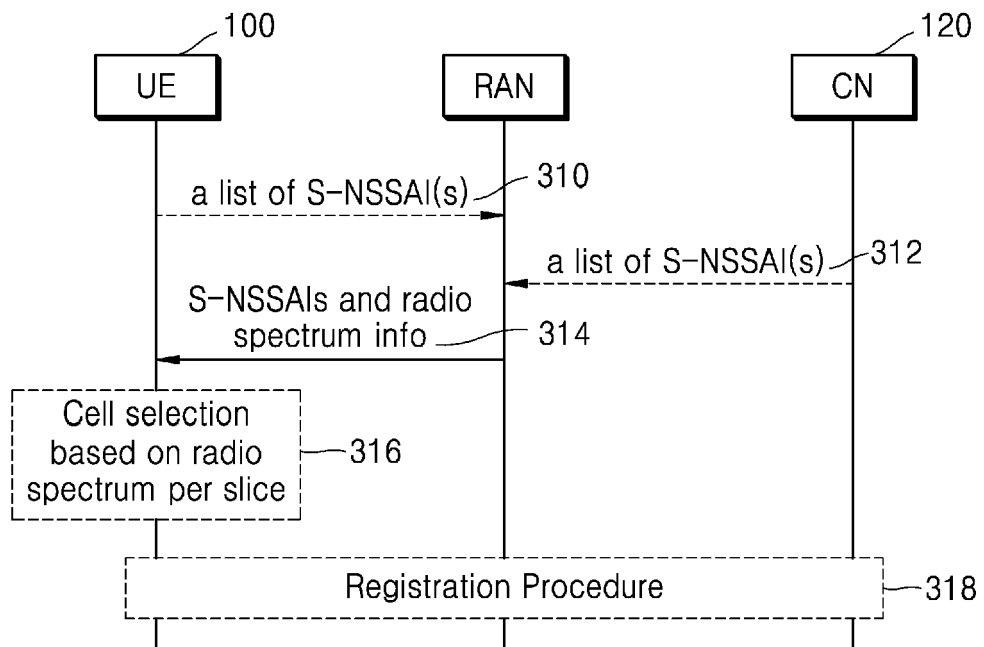 100
120
UE
RAN
CN
a list of S-NSSAI(s)
310
a list of S-NSSAI(s)
312
S-NSSAIs and radio
spectrum info
314
Cell selection
based on radio
spectrum per slice
316
Registration Procedure
318